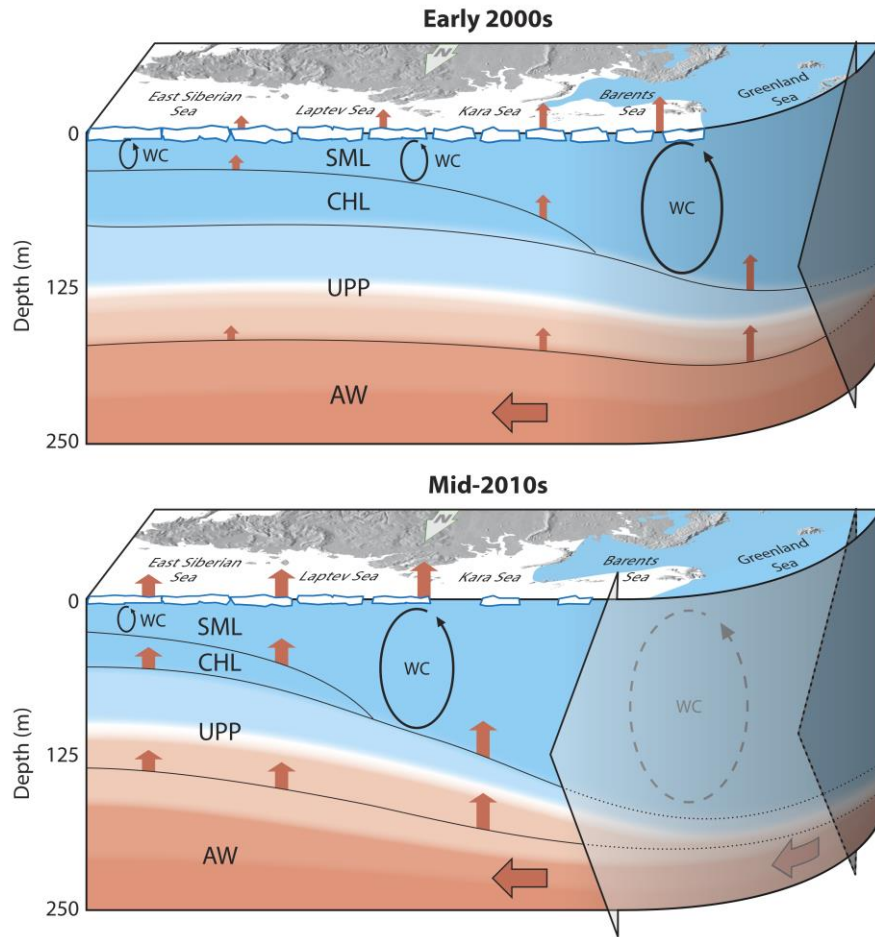 Early 2000s
N
East Siberian
Sea
Laptev Sea
Kara Sea
Barents
Sea
Greenland
Sea
0
WC
SML
WC
WC
CHL
125
UPP
Depth (m)
AW
250
Mid-2010s
N
East Siberian
Sea
Laptev Sea
Kara Sea
Barents
Sea
Greenland
Sea
0
WC
SML
WC
WC
CHL
UPP
125
Depth (m)
AW
250